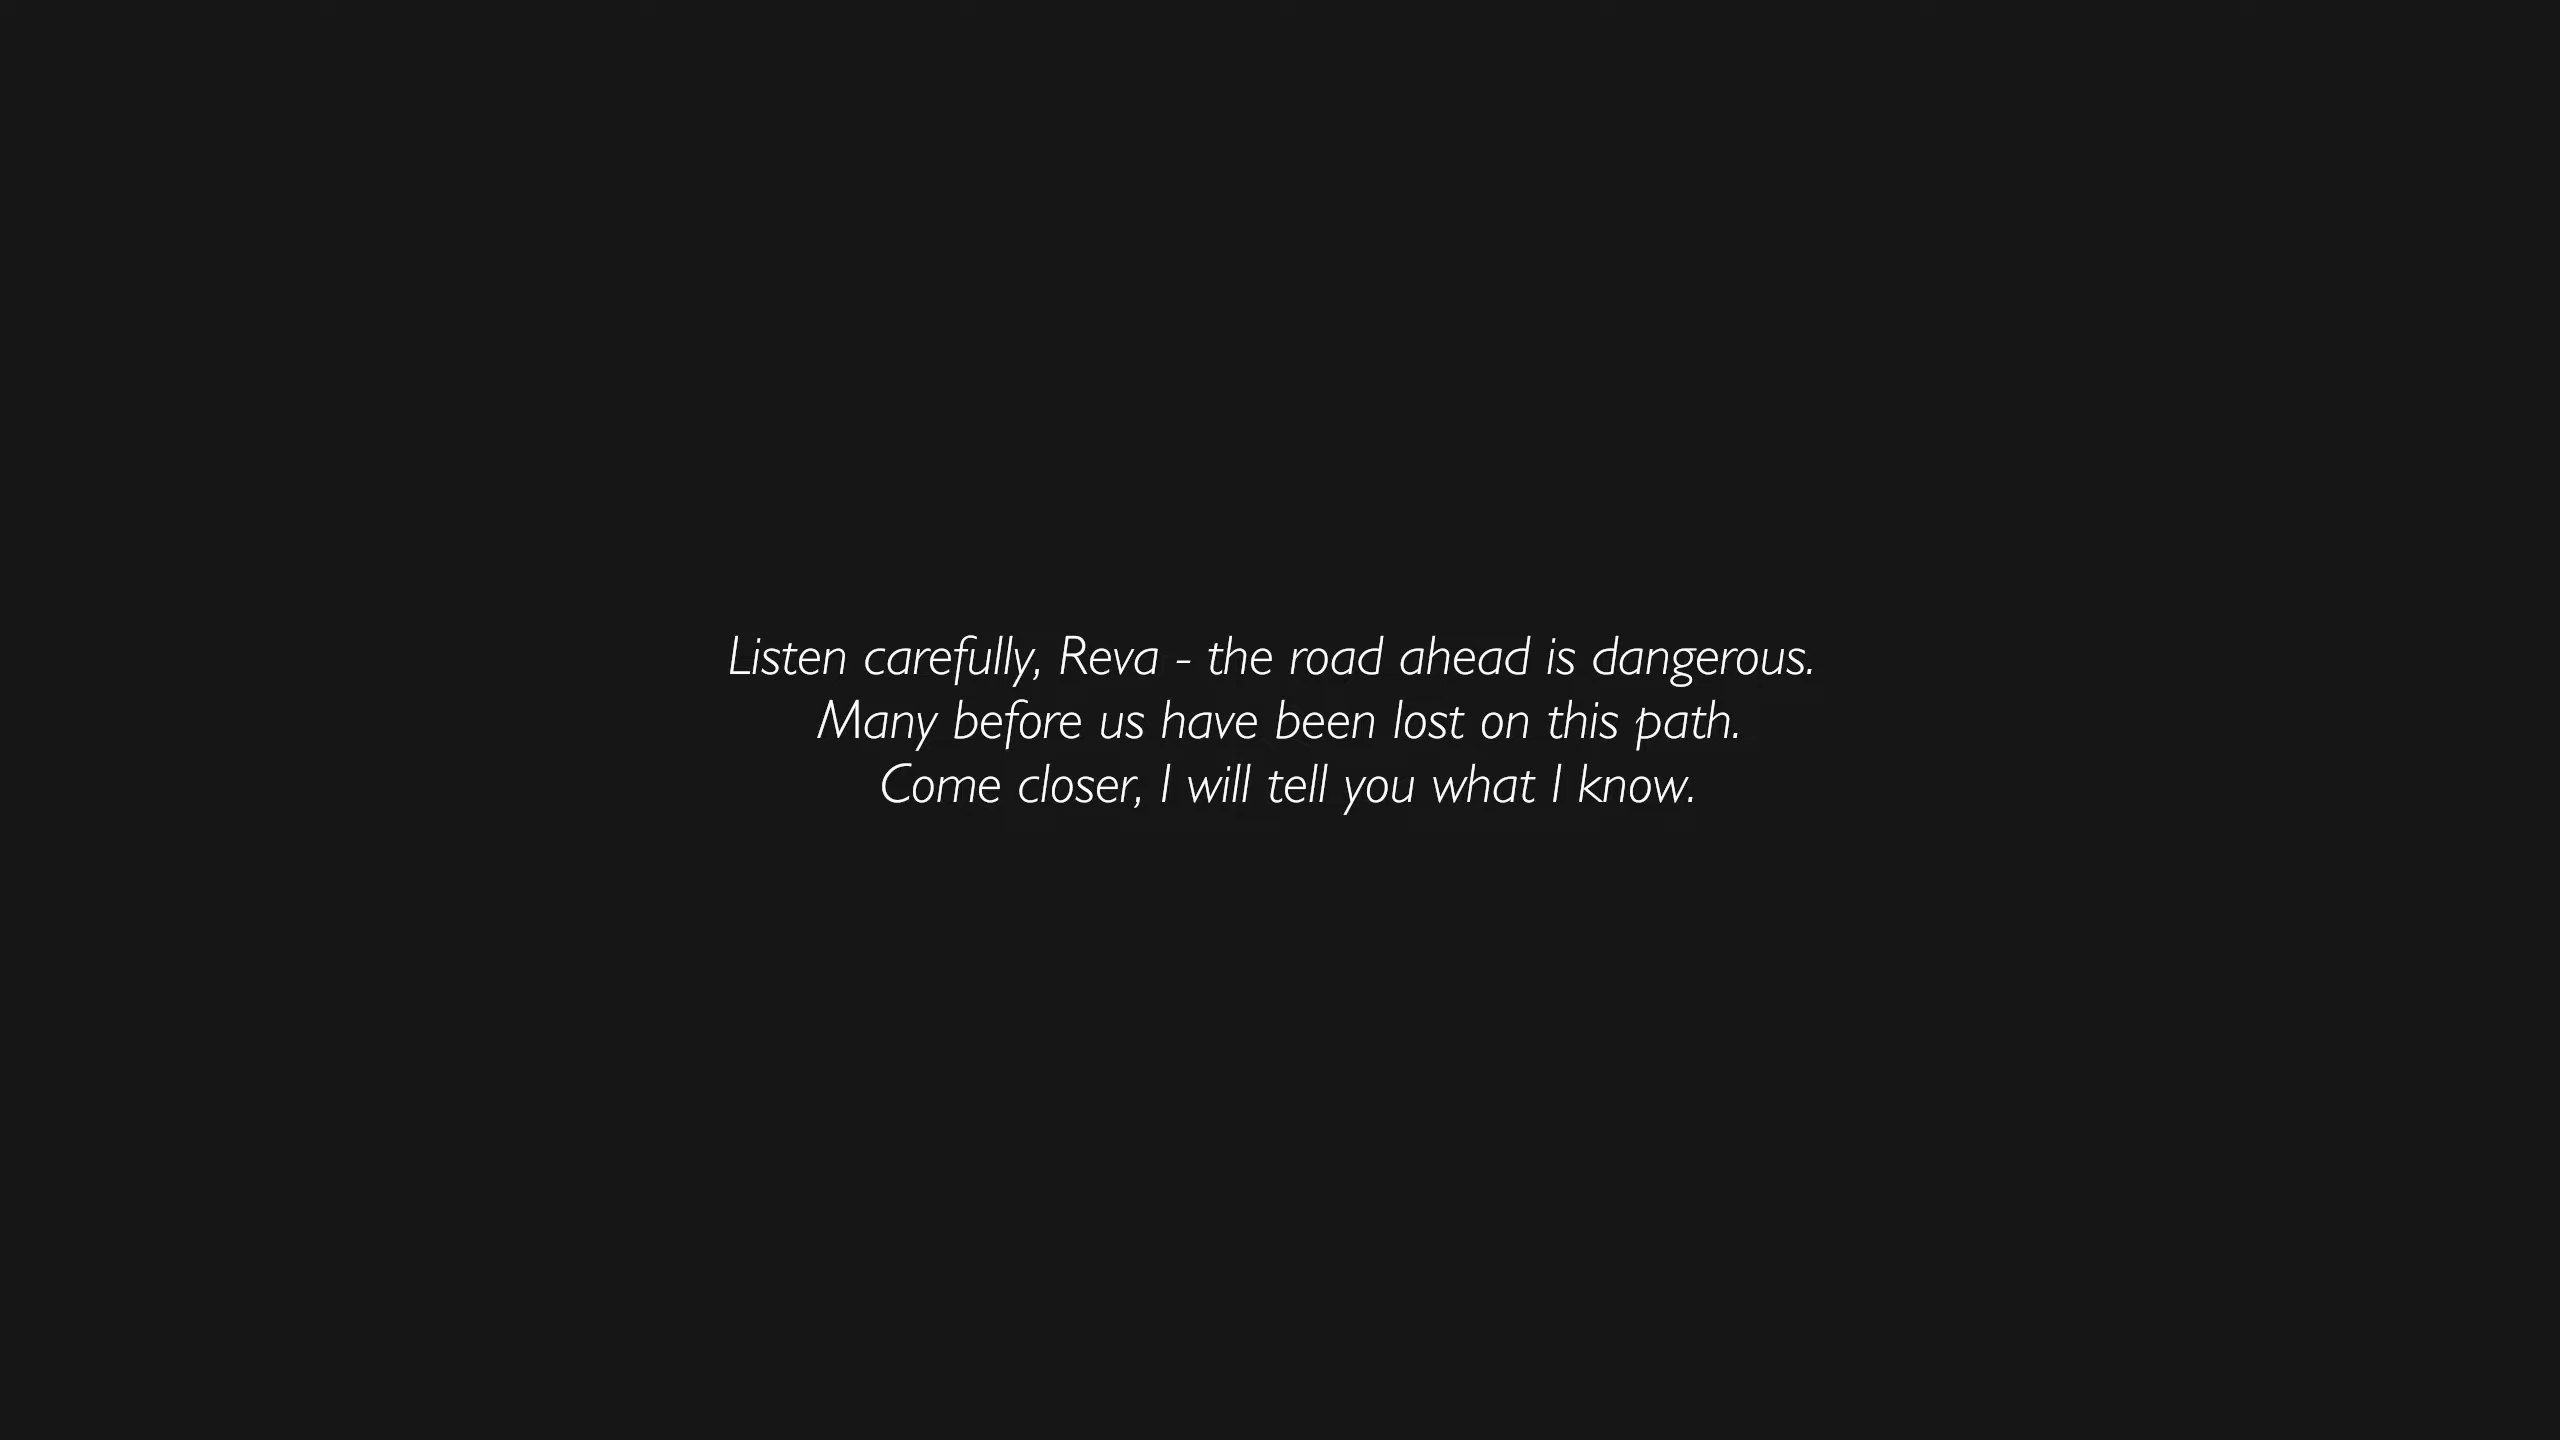 Listen carefully, Reva - the road ahead is dangerous.
Many before us have been lost on this path.
Come closer, I will tell you what I know.